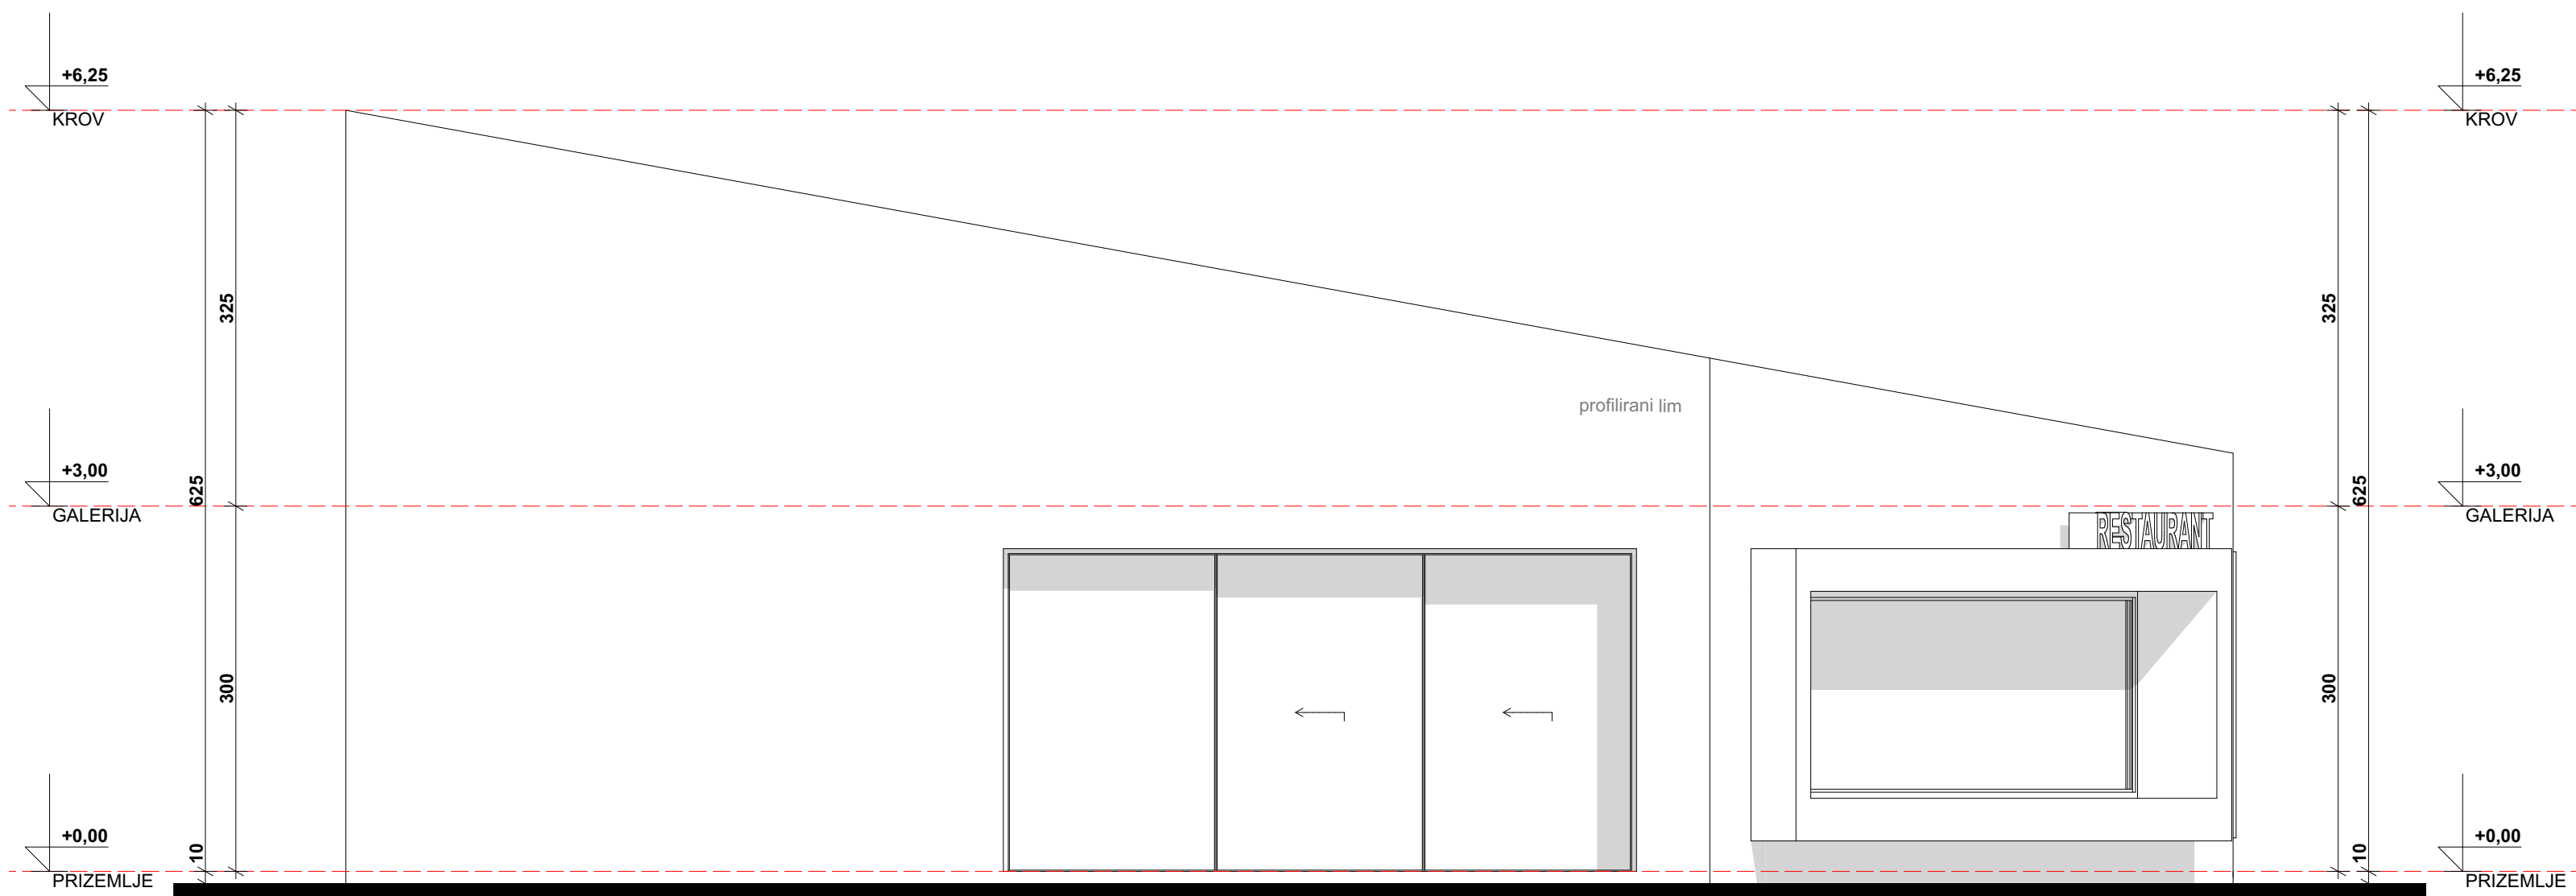 +6,25
+6,25
KROV
KROV
325
325
profilirani lim
+3,00
+3,00
625
625
GALERIJA
GALERIJA
RESTAURANT
300
300
+0,00
+0,00
10
10
PRIZEMLJE
PRIZEMLJE